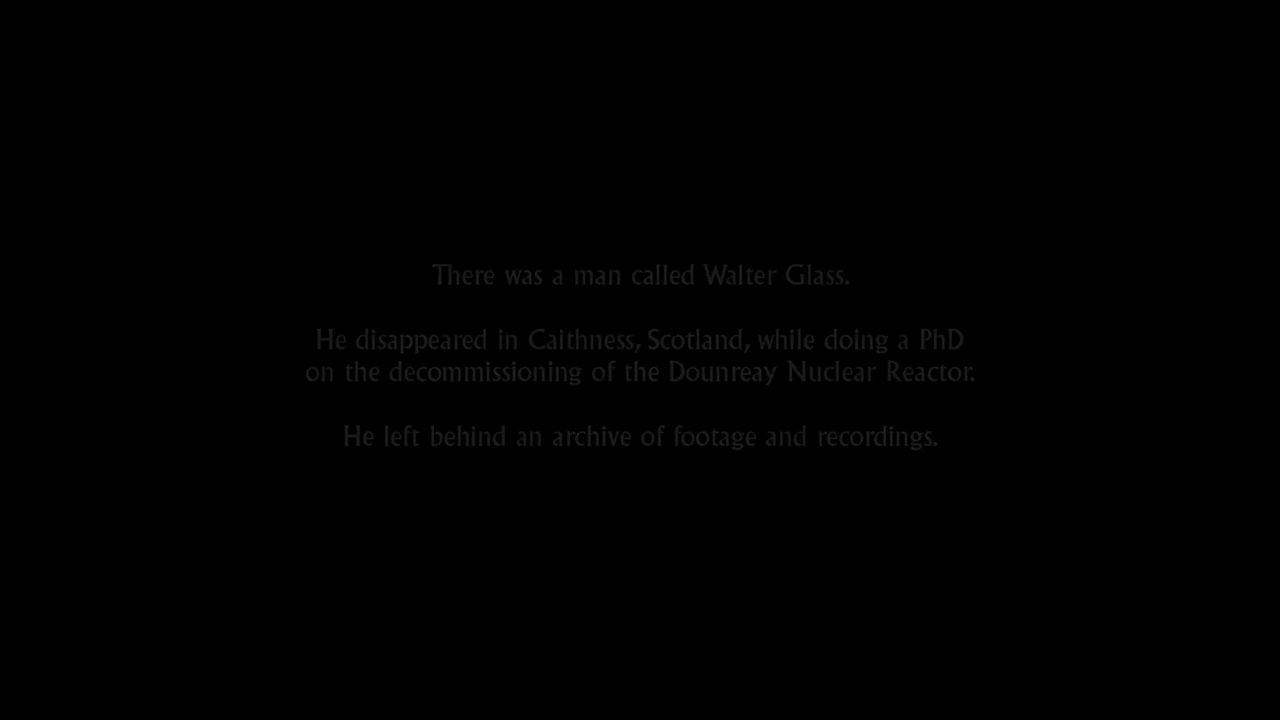 There was a man called Walter Glass.
He disappeared in Caithness, Scotland, while doing a PhD
on the decommissioning of the Dounreay Nuclear Reactor.
He left behind an archive of footage and recordings.